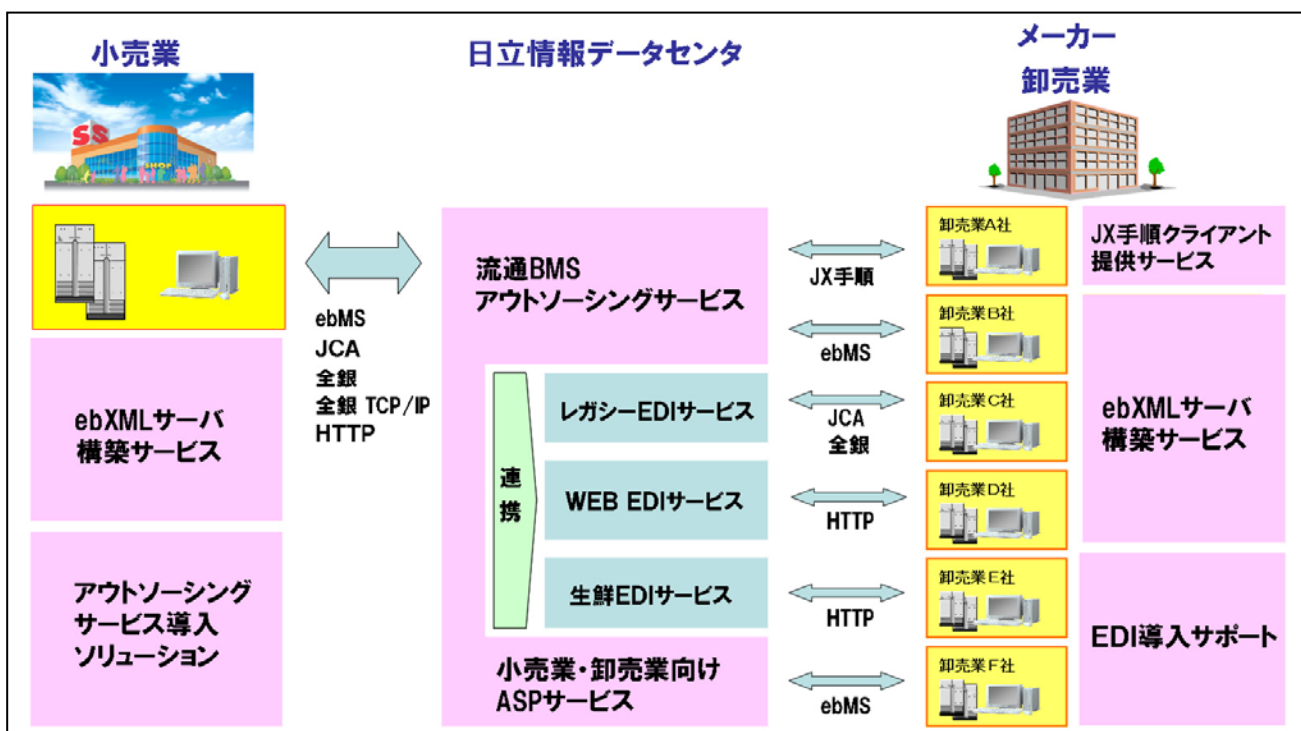 小売業
SS
SHOP
ebXMLサーバ
構築サービス
アウトソーシング
サービス導入
ソリューション
ebMS
JCA
全銀
全銀 TCP/IP
HTTP
日立情報データセンタ
流通BMS
アウトソーシングサービス
連携
レガシーEDIサービス
WEB EDIサービス
生鮮EDIサービス
小売業・卸売業向け
ASPサービス
JX手順
ebMS
JCA
全銀
HTTP
HTTP
ebMS
メーカー
卸売業
卸売業A社
卸売業B社
卸売業C社
卸売業D社
卸売業E社
卸売業F社
JX手順クライアント
提供サービス
ebXMLサーバ
構築サービス
EDI導入サポート